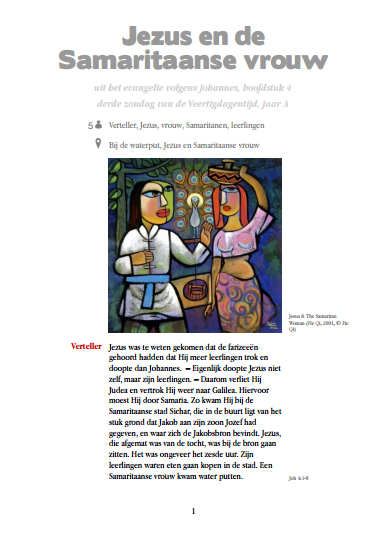 Jezus en de
Samaritaanse vrouw
uit het evangelie volgens Johannes, hoofdstuk 4
derde zondag van de Veertigdagentijd, jaar A
5 Verteller, Jezus, vrouw, Samaritanen, leerlingen
Bij de waterput, Jezus en Samaritaanse vrouw
Jesus & The Samaritan
Woman (He Qi, 2001, © He
Qi)
Verteller Jezus was te weten gekomen dat de farizeeën
gehoord hadden dat Hij meer leerlingen trok en
doopte dan Johannes. – Eigenlijk doopte Jezus niet
zelf, maar zijn leerlingen. – Daarom verliet Hij
Judea en vertrok Hij weer naar Galilea. Hiervoor
moest Hij door Samaria. Zo kwam Hij bij de
Samaritaanse stad Sichar, die in de buurt ligt van het
stuk grond dat Jakob aan zijn zoon Jozef had
gegeven, en waar zich de Jakobsbron bevindt. Jezus,
die afgemat was van de tocht, was bij de bron gaan
zitten. Het was ongeveer het zesde uur. Zijn
leerlingen waren eten gaan kopen in de stad. Een
Samaritaanse vrouw kwam water putten.
Joh 4:1-8
1